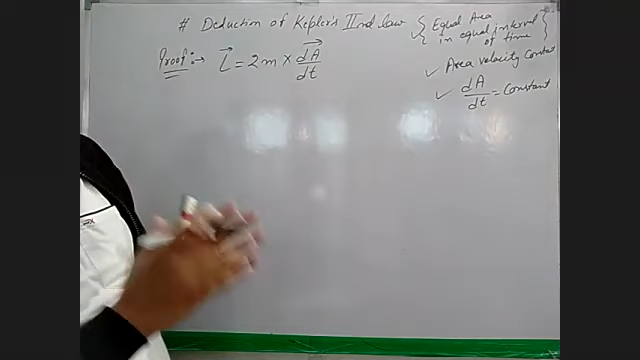 # Deduction of Kepler's IInd law { Equal Area in equal interval of time }
Proof :→ L⃗ = 2m × dA⃗/dt
✓ Area velocity Constant
✓ dA/dt = Constant